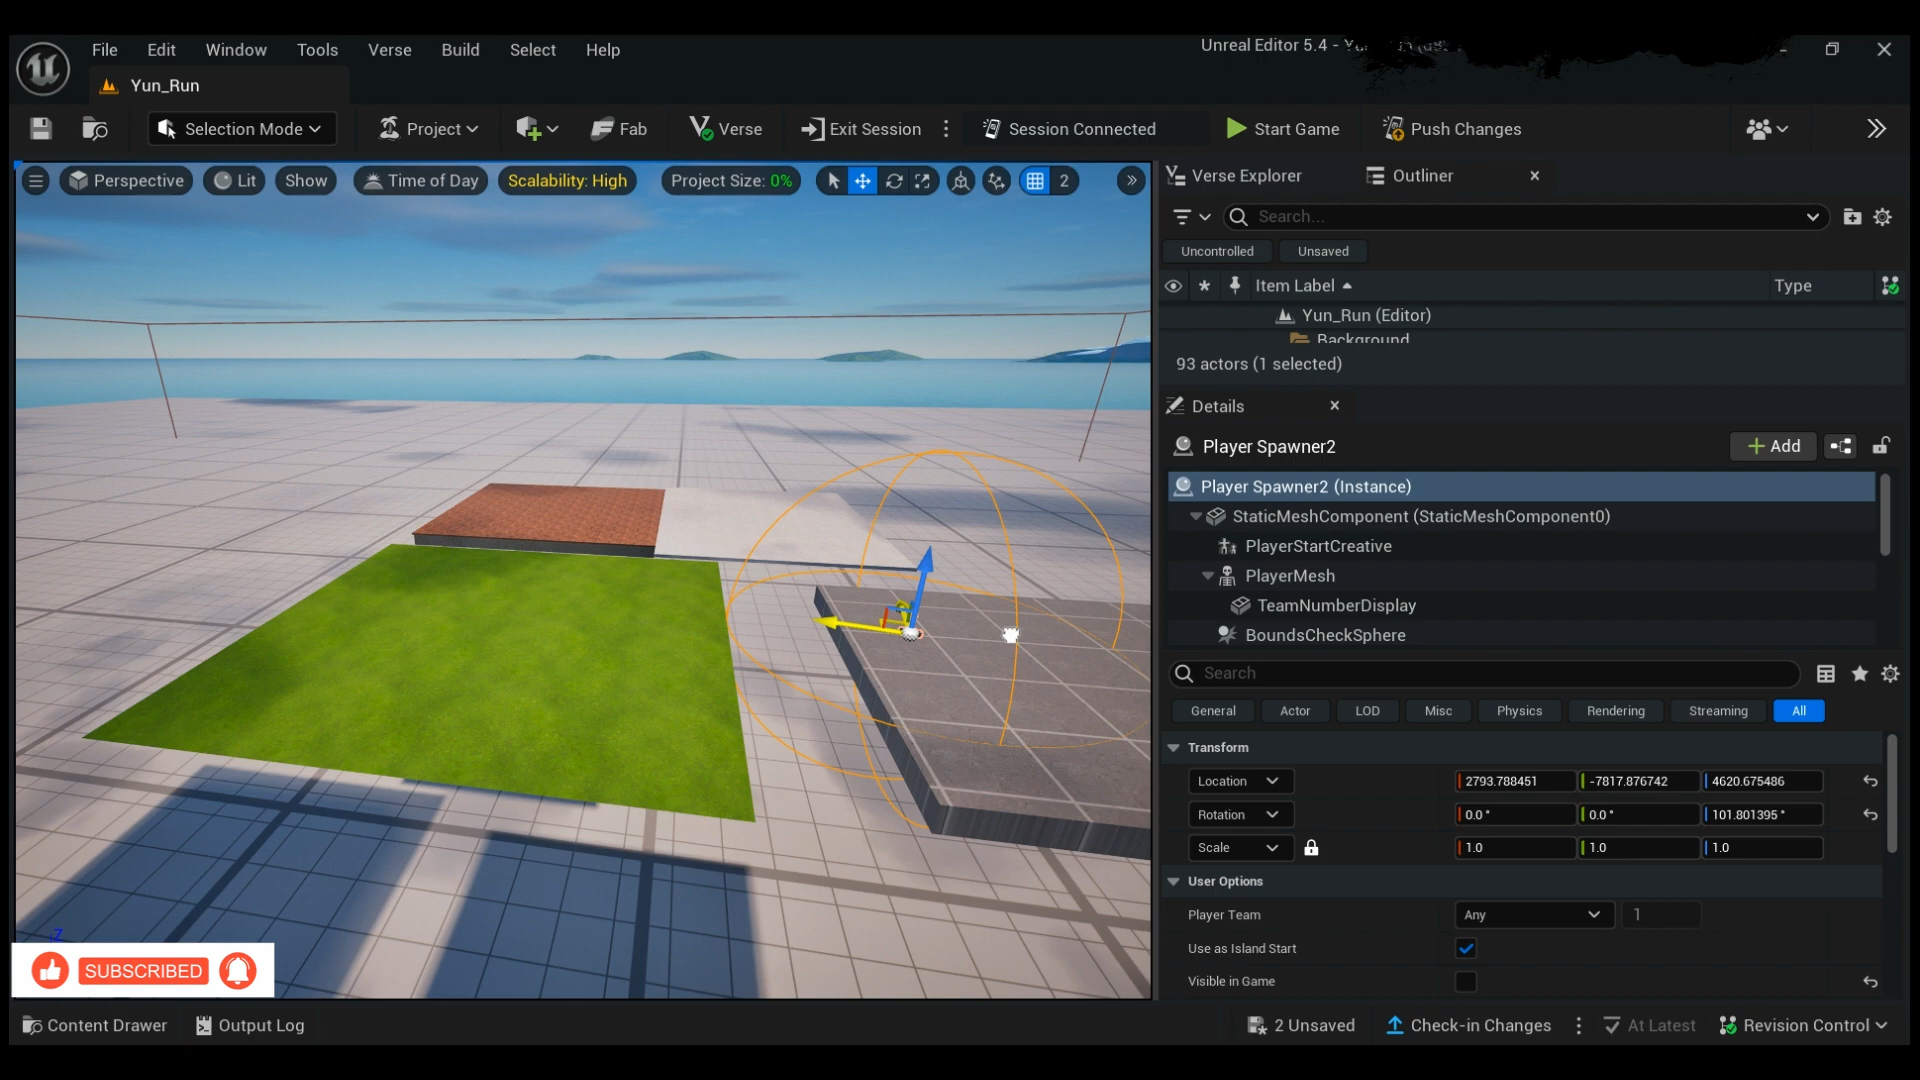 File Edit Window Tools Verse Build Select Help
Unreal Editor 5.4 -
Yun_Run
Selection Mode Project Fab Verse Exit Session Session Connected Start Game Push Changes
Perspective Lit Show Time of Day Scalability: High Project Size: 0% 2
Verse Explorer Outliner
Search...
Uncontrolled Unsaved
Item Label Type
Yun_Run (Editor)
Background
93 actors (1 selected)
Details
Player Spawner2 Add
Player Spawner2 (Instance)
StaticMeshComponent (StaticMeshComponent0)
PlayerStartCreative
PlayerMesh
TeamNumberDisplay
BoundsCheckSphere
Search
General Actor LOD Misc Physics Rendering Streaming All
Transform
Location 2793.788451 -7817.876742 4620.675486
Rotation 0.0 ° 0.0 ° 101.801395 °
Scale 1.0 1.0 1.0
User Options
Player Team Any 1
Use as Island Start
Visible in Game
Z
SUBSCRIBED
Content Drawer Output Log 2 Unsaved Check-in Changes At Latest Revision Control